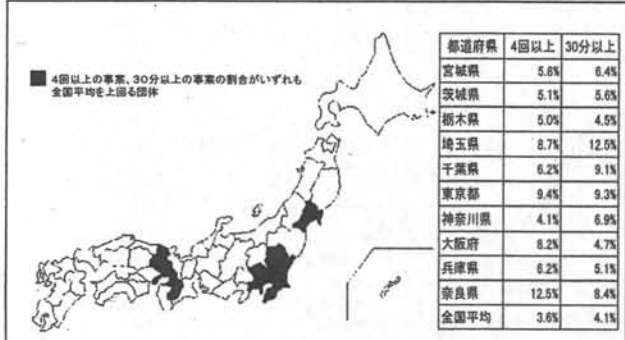 4回以上の事案、30分以上の事案の割合がいずれも
全国平均を上回る団体
都道府県 4回以上 30分以上
宮城県 5.6% 6.4%
茨城県 5.1% 5.6%
栃木県 5.0% 4.5%
埼玉県 8.7% 12.5%
千葉県 6.2% 9.1%
東京都 9.4% 9.3%
神奈川県 4.1% 6.9%
大阪府 8.2% 4.7%
兵庫県 6.2% 5.1%
奈良県 12.5% 8.4%
全国平均 3.6% 4.1%